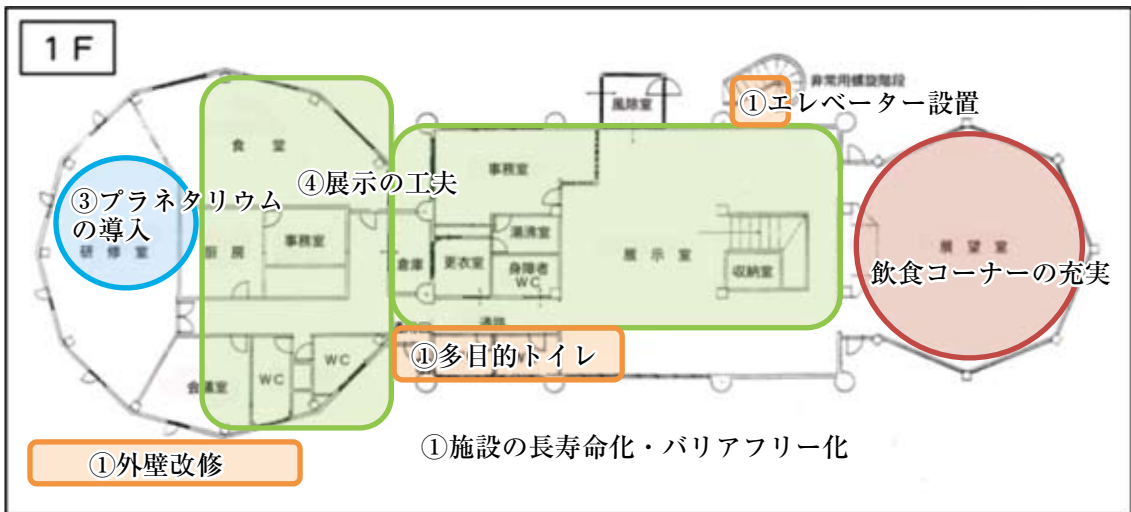 1F
非常用螺旋階段
風除室
①エレベーター設置
食堂
事務室
④展示の工夫
③プラネタリウム
の導入
研修室
厨房
事務室
倉庫
更衣室
湯沸室
身障者
WC
展示室
収納室
展望室
飲食コーナーの充実
通路
①多目的トイレ
会議室
WC
WC
①施設の長寿命化・バリアフリー化
①外壁改修